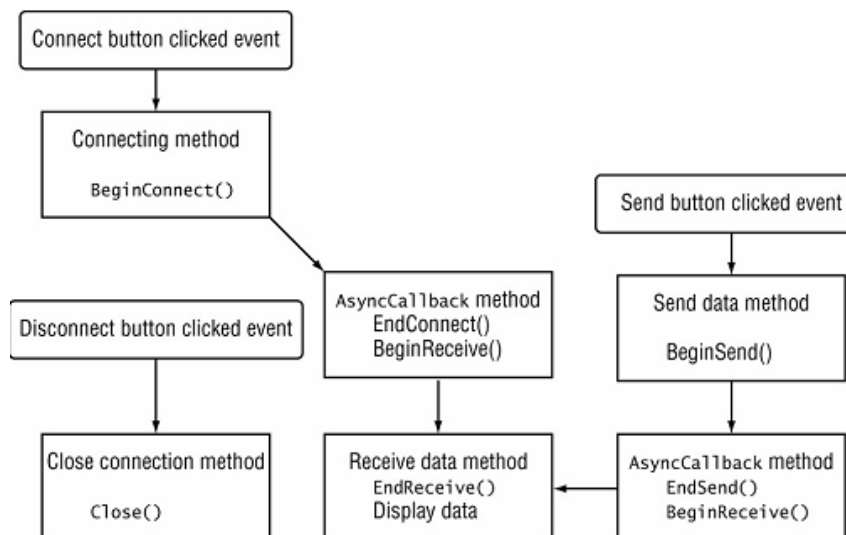 Connect button clicked event
Connecting method
BeginConnect()
Send button clicked event
AsyncCallback method
EndConnect()
BeginReceive()
Send data method
BeginSend()
Disconnect button clicked event
Close connection method
Close()
Receive data method
EndReceive()
Display data
AsyncCallback method
EndSend()
BeginReceive()